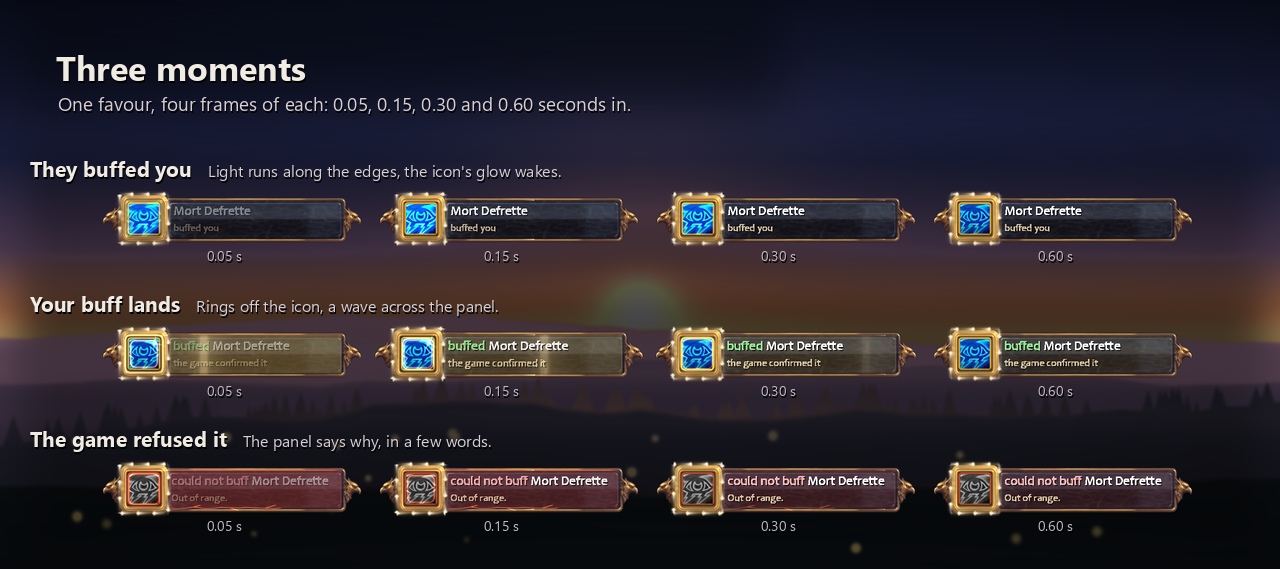 Three moments
One favour, four frames of each: 0.05, 0.15, 0.30 and 0.60 seconds in.
They buffed you Light runs along the edges, the icon's glow wakes.
Mort Defrette Mort Defrette Mort Defrette Mort Defrette
buffed you buffed you buffed you buffed you
0.05 s 0.15 s 0.30 s 0.60 s
Your buff lands Rings off the icon, a wave across the panel.
buffed Mort Defrette buffed Mort Defrette buffed Mort Defrette buffed Mort Defrette
the game confirmed it the game confirmed it the game confirmed it the game confirmed it
0.05 s 0.15 s 0.30 s 0.60 s
The game refused it The panel says why, in a few words.
could not buff Mort Defrette could not buff Mort Defrette could not buff Mort Defrette could not buff Mort Defrette
Out of range. Out of range. Out of range. Out of range.
0.05 s 0.15 s 0.30 s 0.60 s